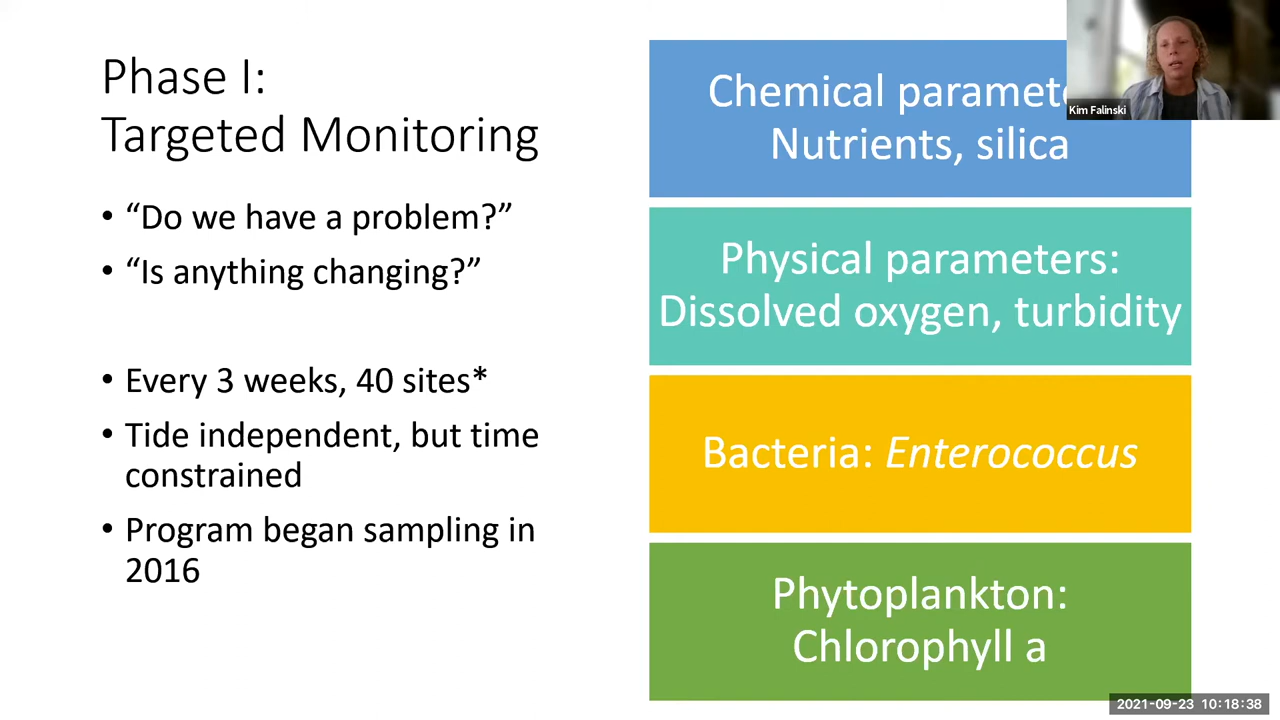 Phase I:
Targeted Monitoring
• “Do we have a problem?”
• “Is anything changing?”
• Every 3 weeks, 40 sites*
• Tide independent, but time
constrained
• Program began sampling in
2016
Chemical
Nutrients, silica
Physical parameters:
Dissolved oxygen, turbidity
Bacteria: Enterococcus
Phytoplankton:
Chlorophyll a
Kim Falinski
2021-09-23 10:18:38